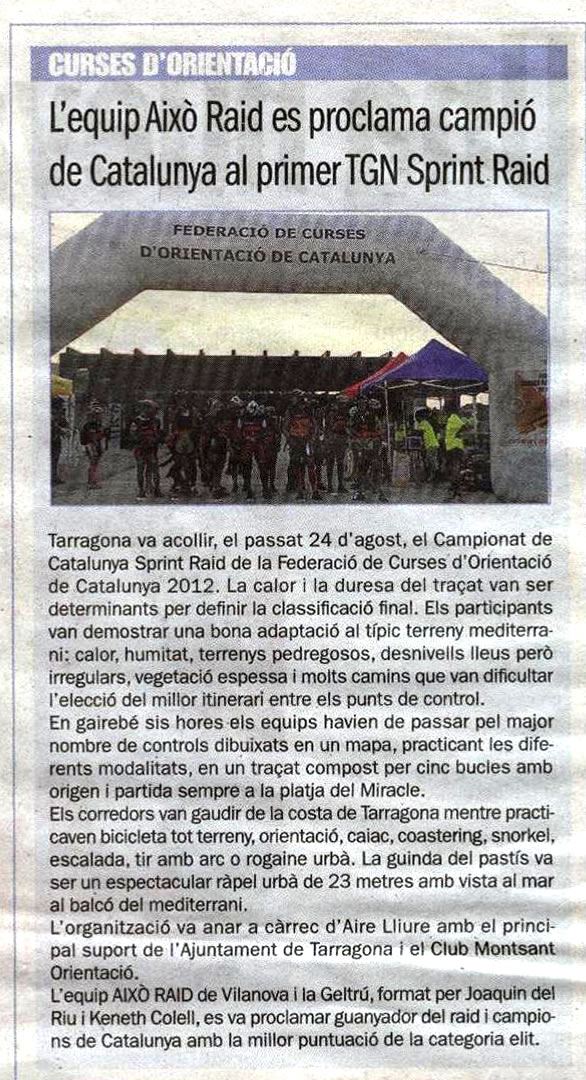 CURSES D'ORIENTACIÓ
L'equip Això Raid es proclama campió
de Catalunya al primer TGN Sprint Raid
FEDERACIÓ DE CURSES
D'ORIENTACIÓ DE CATALUNYA
Tarragona va acollir, el passat 24 d'agost, el Campionat de
Catalunya Sprint Raid de la Federació de Curses d'Orientació
de Catalunya 2012. La calor i la duresa del traçat van ser
determinants per definir la classificació final. Els participants
van demostrar una bona adaptació al típic terreny mediterra-
ni: calor, humitat, terrenys pedregosos, desnivells lleus però
irregulars, vegetació espessa i molts camins que van dificultar
l'elecció del millor itinerari entre els punts de control.
En gairebé sis hores els equips havien de passar pel major
nombre de controls dibuixats en un mapa, practicant les dife-
rents modalitats, en un traçat compost per cinc bucles amb
origen i partida sempre a la platja del Miracle.
Els corredors van gaudir de la costa de Tarragona mentre practi-
caven bicicleta tot terreny, orientació, caiac, coastering, snorkel,
escalada, tir amb arc o rogaine urbà. La guinda del pastís va
ser un espectacular ràpel urbà de 23 metres amb vista al mar
al balcó del mediterrani.
L'organització va anar a càrrec d'Aire Lliure amb el princi-
pal suport de l'Ajuntament de Tarragona i el Club Montsant
Orientació.
L'equip AIXÒ RAID de Vilanova i la Geltrú, format per Joaquin del
Riu i Keneth Colell, es va proclamar guanyador del raid i campio-
ns de Catalunya amb la millor puntuació de la categoria elit.